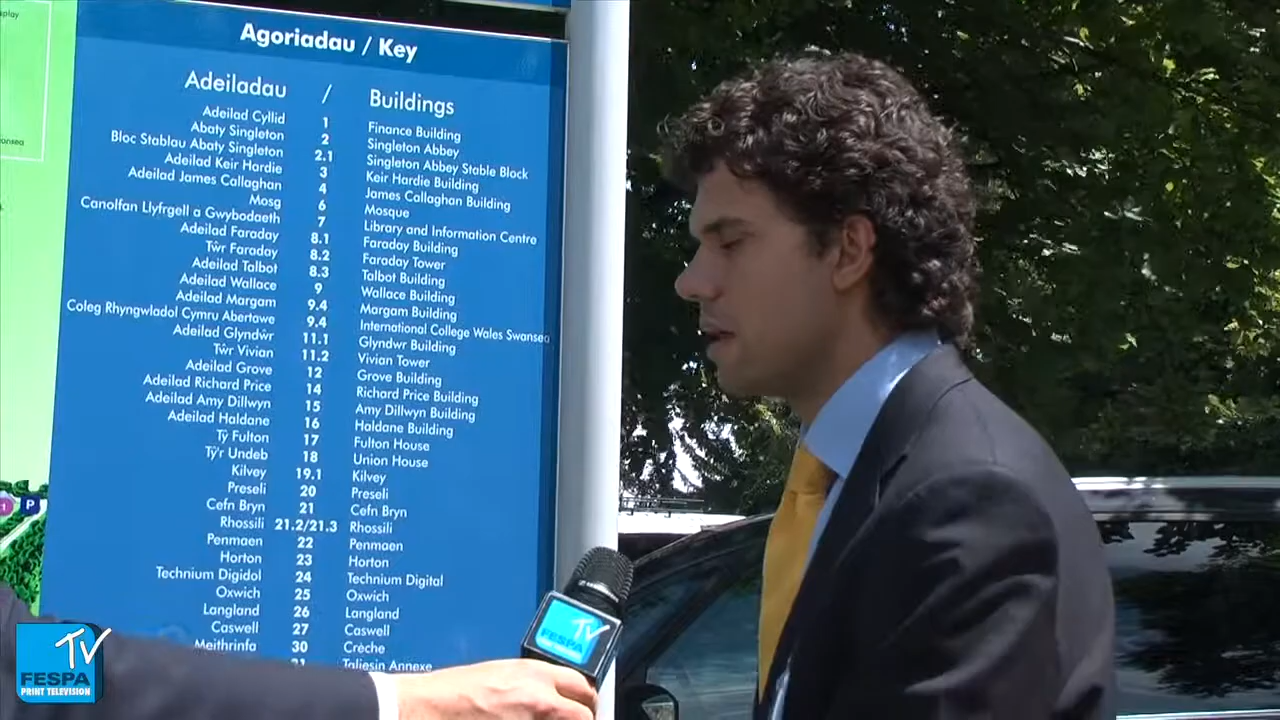 splay
onsea
Agoriadau / Key
Adeiladau / Buildings
Adeilad Cyllid 1 Finance Building
Abaty Singleton 2 Singleton Abbey
Bloc Stablau Abaty Singleton 2.1 Singleton Abbey Stable Block
Adeilad Keir Hardie 3 Keir Hardie Building
Adeilad James Callaghan 4 James Callaghan Building
Mosg 6 Mosque
Canolfan Llyfrgell a Gwybodaeth 7 Library and Information Centre
Adeilad Faraday 8.1 Faraday Building
Tŵr Faraday 8.2 Faraday Tower
Adeilad Talbot 8.3 Talbot Building
Adeilad Wallace 9 Wallace Building
Adeilad Margam 9.4 Margam Building
Coleg Rhyngwladol Cymru Abertawe 9.4 International College Wales Swansea
Adeilad Glyndŵr 11.1 Glyndwr Building
Tŵr Vivian 11.2 Vivian Tower
Adeilad Grove 12 Grove Building
Adeilad Richard Price 14 Richard Price Building
Adeilad Amy Dillwyn 15 Amy Dillwyn Building
Adeilad Haldane 16 Haldane Building
Tŷ Fulton 17 Fulton House
Tŷ'r Undeb 18 Union House
Kilvey 19.1 Kilvey
Preseli 20 Preseli
Cefn Bryn 21 Cefn Bryn
Rhossili 21.2/21.3 Rhossili
Penmaen 22 Penmaen
Horton 23 Horton
Technium Digidol 24 Technium Digital
Oxwich 25 Oxwich
Langland 26 Langland
Caswell 27 Caswell
Meithrinfa 30 Crèche
31 Taliesin Annexe
P
TV
FESPA
TV
FESPA
PRINT TELEVISION